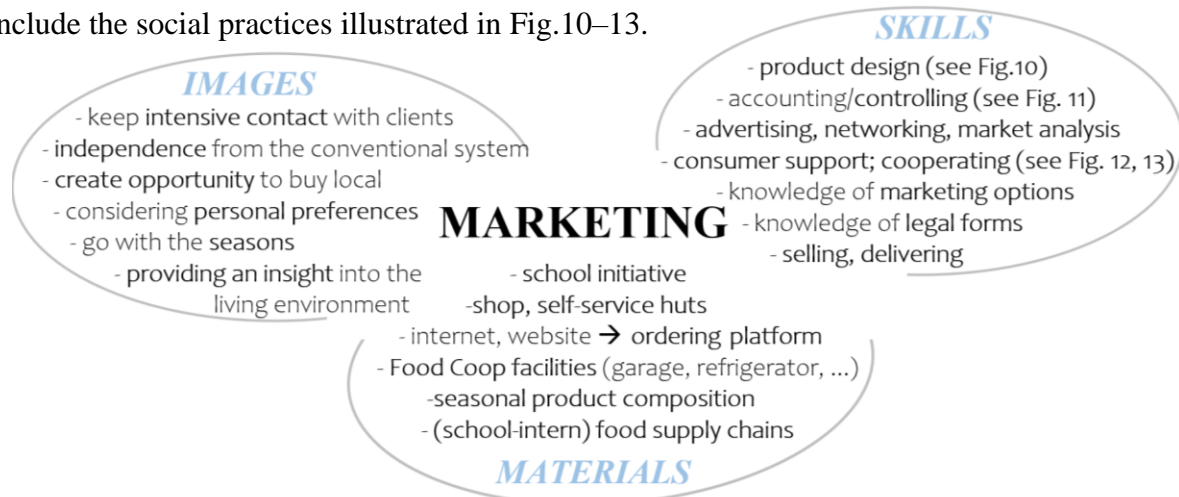 nclude the social practices illustrated in Fig.10–13.
IMAGES
- keep intensive contact with clients
- independence from the conventional system
- create opportunity to buy local
- considering personal preferences
- go with the seasons
- providing an insight into the
living environment
SKILLS
- product design (see Fig.10)
- accounting/controlling (see Fig. 11)
- advertising, networking, market analysis
- consumer support; cooperating (see Fig. 12, 13)
- knowledge of marketing options
- knowledge of legal forms
- selling, delivering
MARKETING
- school initiative
-shop, self-service huts
- internet, website → ordering platform
- Food Coop facilities (garage, refrigerator, ...)
-seasonal product composition
- (school-intern) food supply chains
MATERIALS